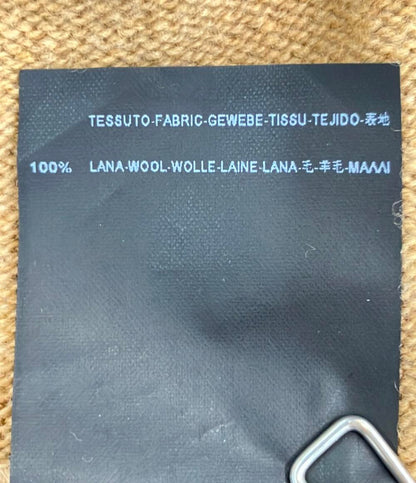 TESSUTO-FABRIC-GEWEBE-TISSU-TEJIDO-表地
100% LANA-WOOL-WOLLE-LAINE-LANA-毛-羊毛-ΜΑΛΛΙ